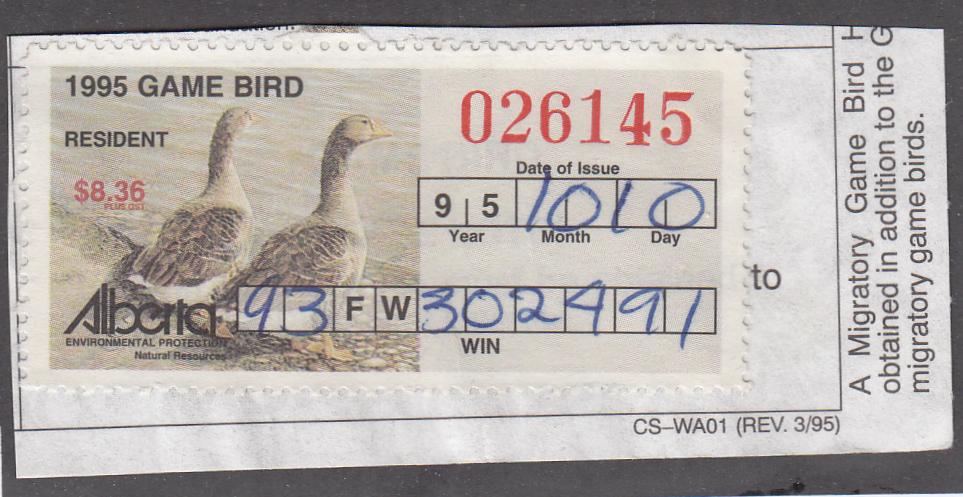 1995 GAME BIRD
RESIDENT
$8.36
PLUS GST
Alberta
ENVIRONMENTAL PROTECTION
Natural Resources
026145
Date of Issue
9 5 10 10
Year Month Day
93 F W 302491
WIN
to
CS–WA01 (REV. 3/95)
A Migratory Game Bird H
obtained in addition to the G
migratory game birds.